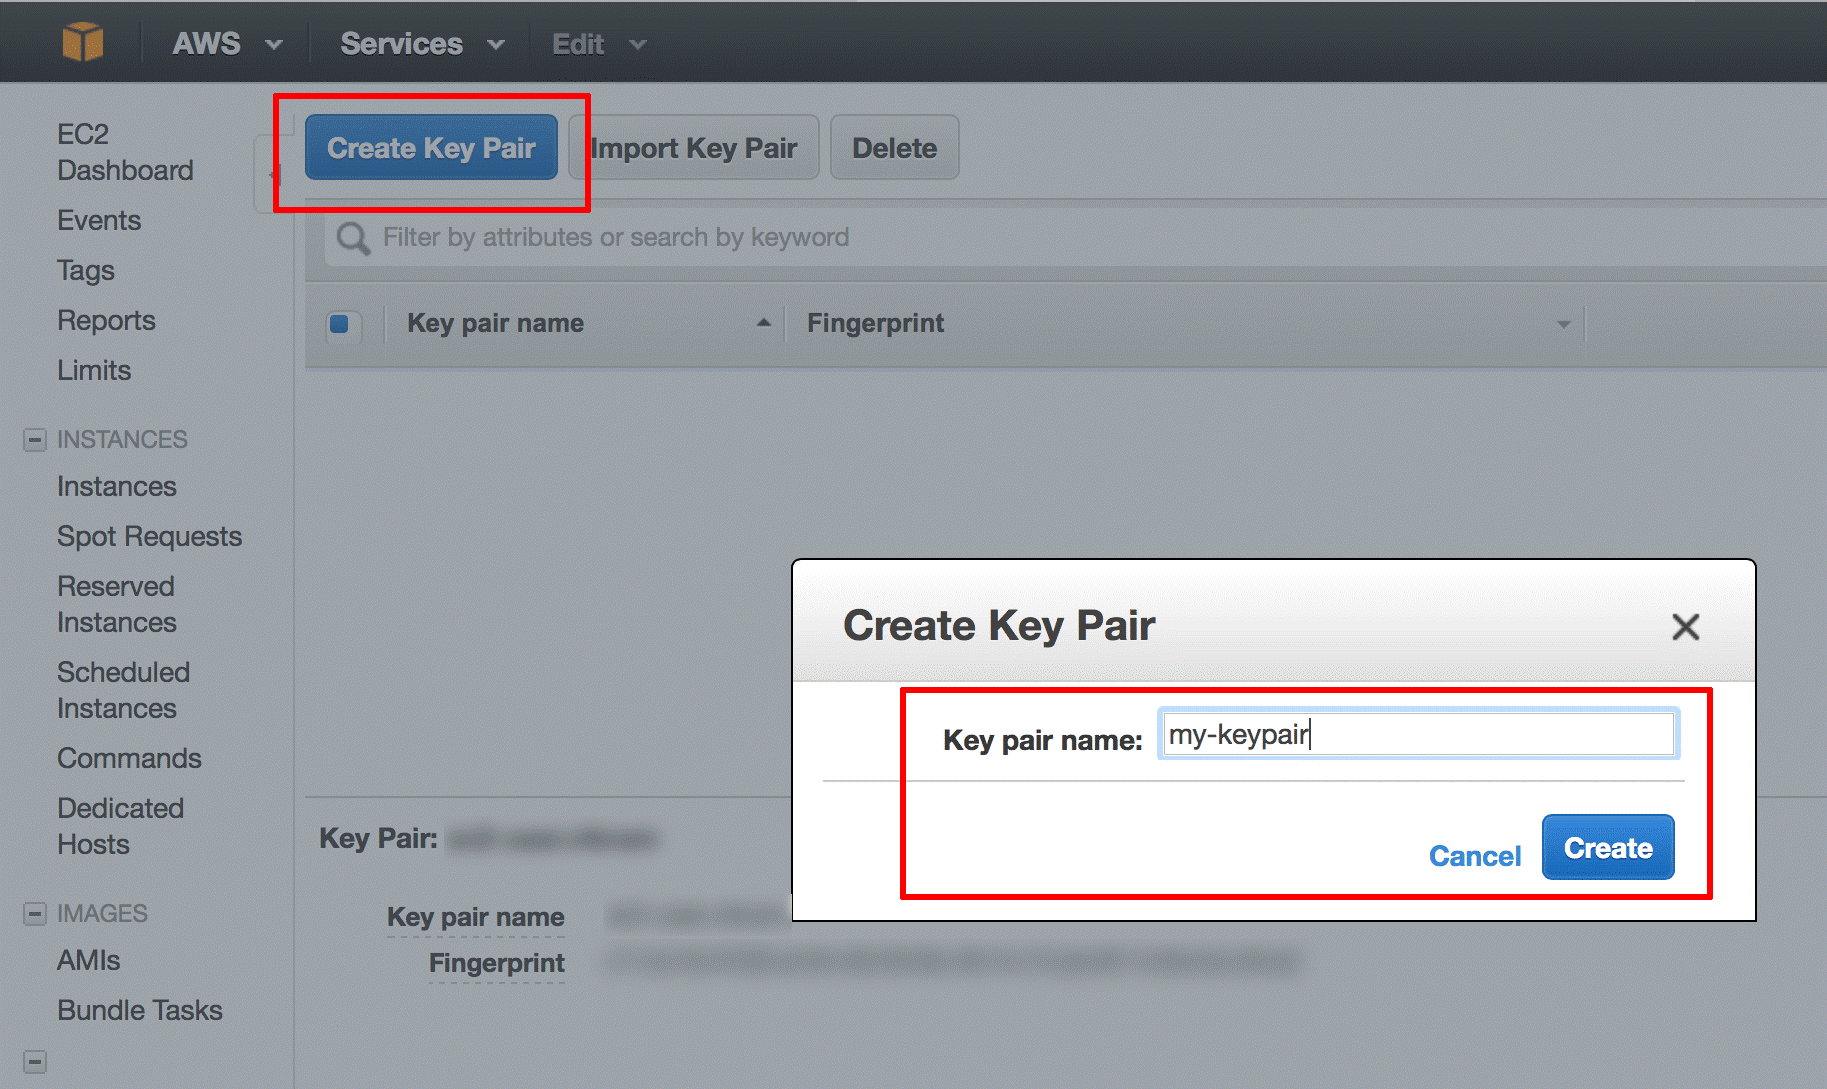 AWS
Services
Edit
EC2
Dashboard
Events
Tags
Reports
Limits
INSTANCES
Instances
Spot Requests
Reserved
Instances
Scheduled
Instances
Commands
Dedicated
Hosts
IMAGES
AMIs
Bundle Tasks
Create Key Pair
Import Key Pair
Delete
Filter by attributes or search by keyword
Key pair name
Fingerprint
Key Pair:
Key pair name
Fingerprint
Create Key Pair
Key pair name: my-keypair
Cancel
Create